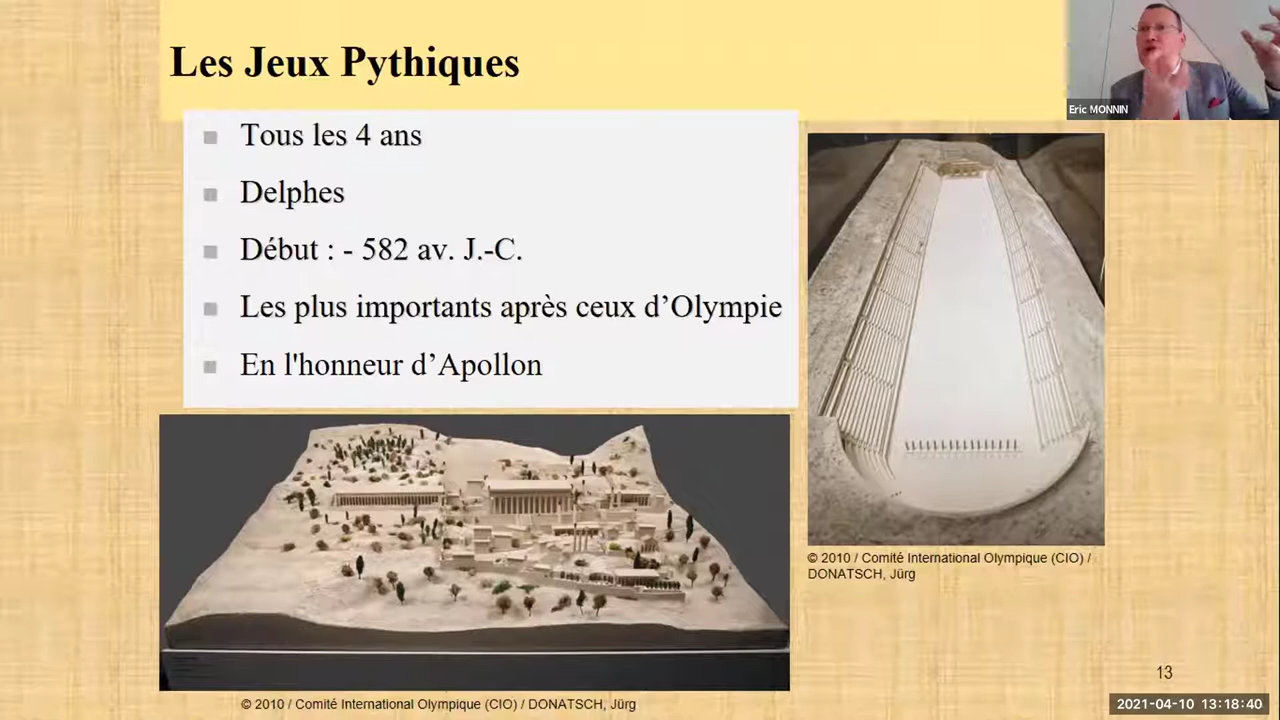 Les Jeux Pythiques
Eric MONNIN
Tous les 4 ans
Delphes
Début : - 582 av. J.-C.
Les plus importants après ceux d’Olympie
En l'honneur d’Apollon
© 2010 / Comité International Olympique (CIO) /
DONATSCH, Jürg
© 2010 / Comité International Olympique (CIO) / DONATSCH, Jürg
13
2021-04-10 13:18:40